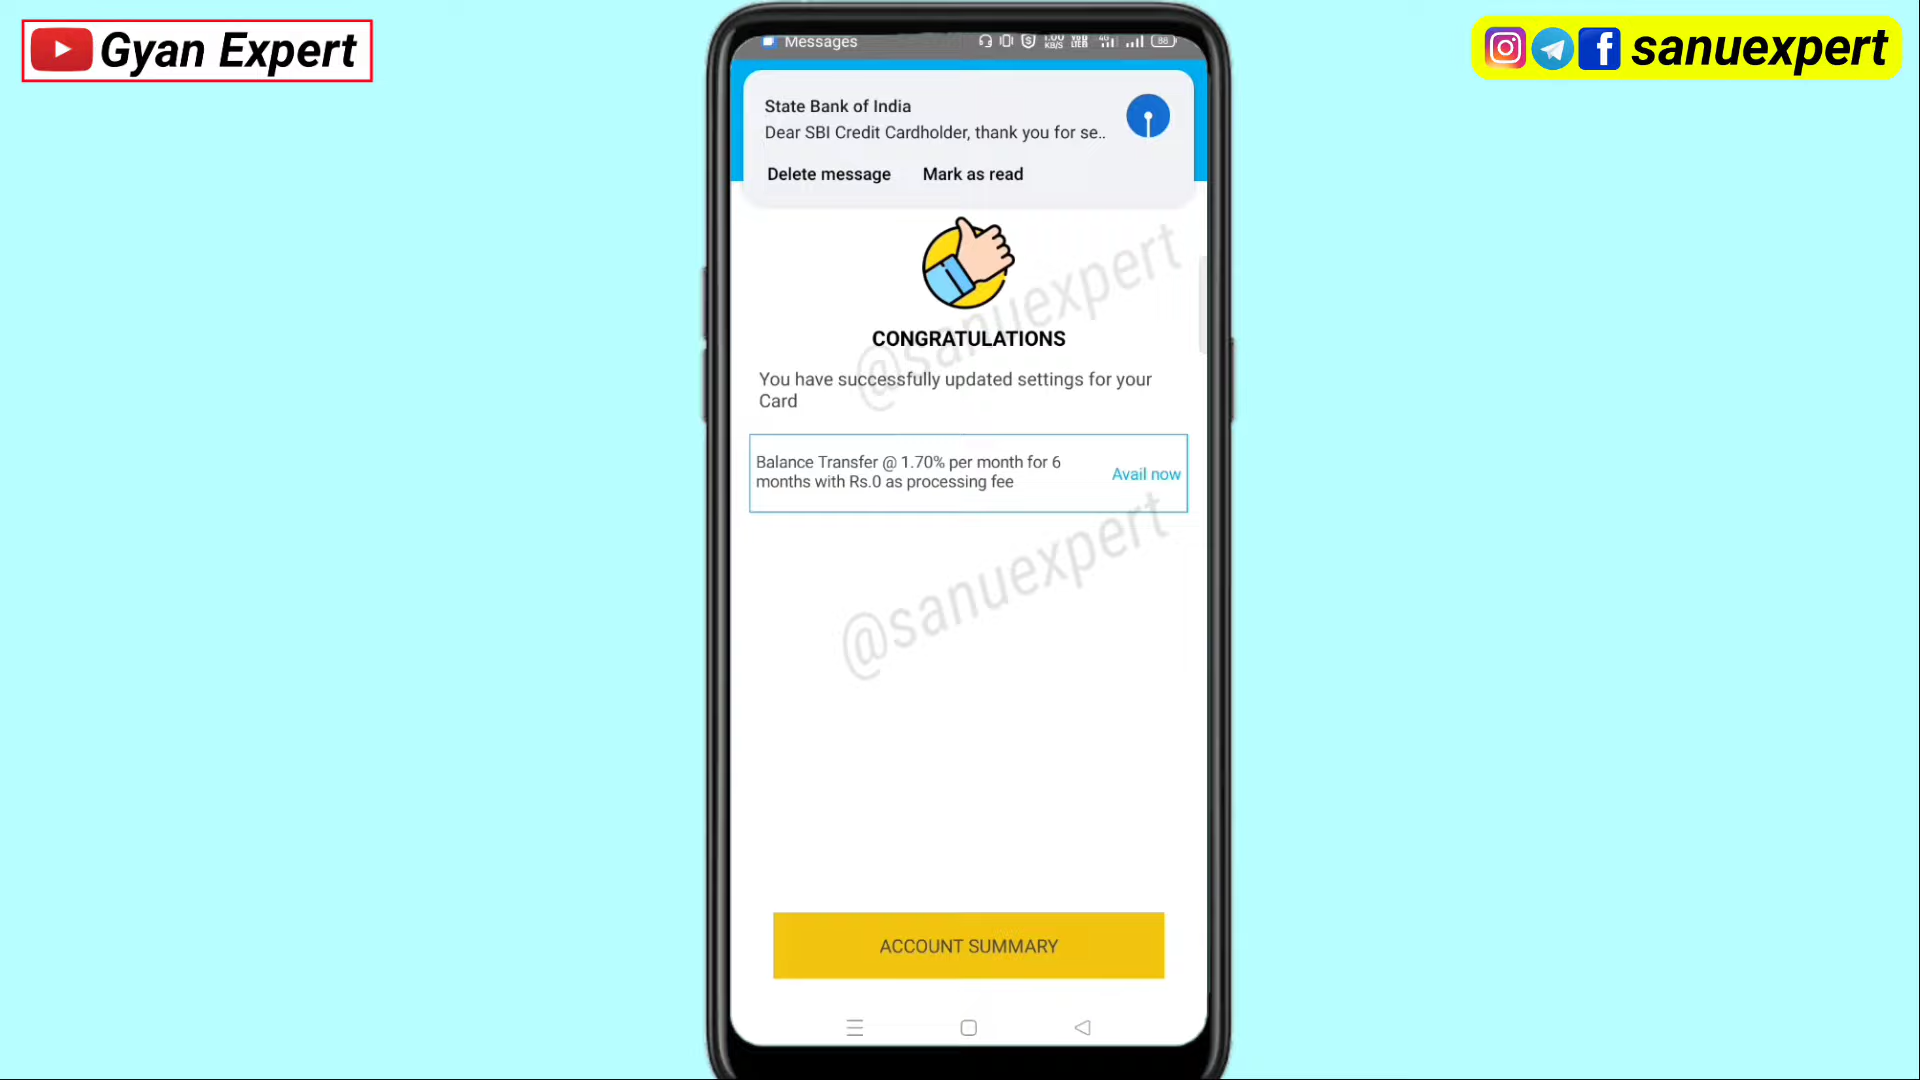 Gyan Expert
sanuexpert
Messages
State Bank of India
Dear SBI Credit Cardholder, thank you for se..
Delete message
Mark as read
@sanuexpert
CONGRATULATIONS
You have successfully updated settings for your
Card
Balance Transfer @ 1.70% per month for 6
months with Rs.0 as processing fee
Avail now
@sanuexpert
ACCOUNT SUMMARY